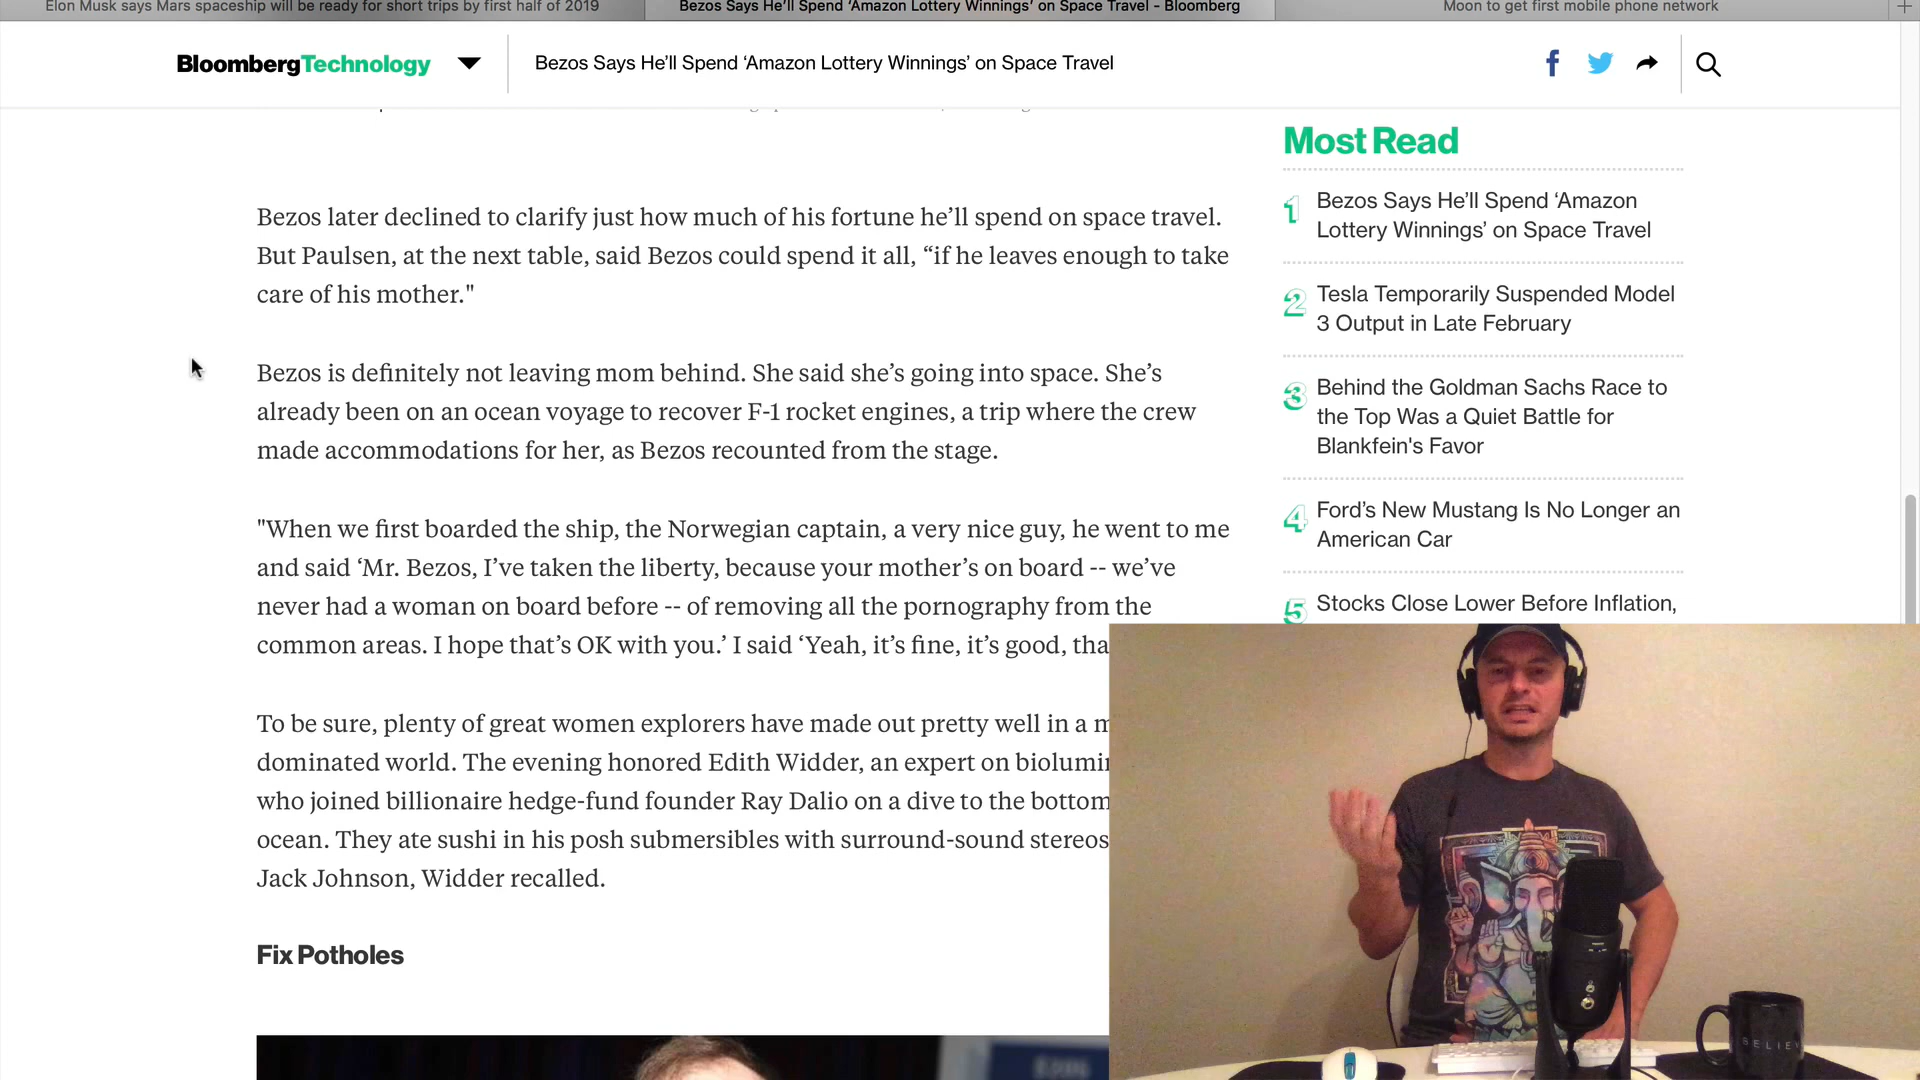 Elon Musk says Mars spaceship will be ready for short trips by first half of 2019
Bezos Says He'll Spend ‘Amazon Lottery Winnings’ on Space Travel - Bloomberg
Moon to get first mobile phone network
BloombergTechnology
Bezos Says He’ll Spend ‘Amazon Lottery Winnings’ on Space Travel
Bezos later declined to clarify just how much of his fortune he’ll spend on space travel.
But Paulsen, at the next table, said Bezos could spend it all, “if he leaves enough to take
care of his mother."
Bezos is definitely not leaving mom behind. She said she’s going into space. She’s
already been on an ocean voyage to recover F-1 rocket engines, a trip where the crew
made accommodations for her, as Bezos recounted from the stage.
"When we first boarded the ship, the Norwegian captain, a very nice guy, he went to me
and said ‘Mr. Bezos, I’ve taken the liberty, because your mother’s on board -- we’ve
never had a woman on board before -- of removing all the pornography from the
common areas. I hope that’s OK with you.’ I said ‘Yeah, it’s fine, it’s good, tha
To be sure, plenty of great women explorers have made out pretty well in a m
dominated world. The evening honored Edith Widder, an expert on biolumin
who joined billionaire hedge-fund founder Ray Dalio on a dive to the bottom
ocean. They ate sushi in his posh submersibles with surround-sound stereos
Jack Johnson, Widder recalled.
Fix Potholes
Most Read
1 Bezos Says He’ll Spend ‘Amazon
Lottery Winnings’ on Space Travel
2 Tesla Temporarily Suspended Model
3 Output in Late February
3 Behind the Goldman Sachs Race to
the Top Was a Quiet Battle for
Blankfein's Favor
4 Ford’s New Mustang Is No Longer an
American Car
5 Stocks Close Lower Before Inflation,
BELIEV